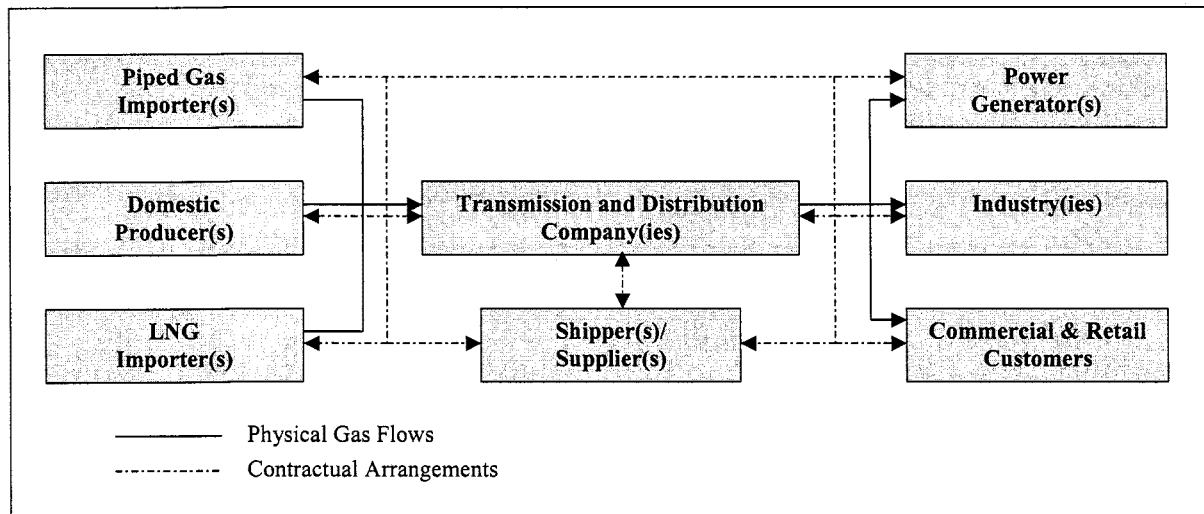 Piped Gas
Importer(s)
Power
Generator(s)
Domestic
Producer(s)
Transmission and Distribution
Company(ies)
Industry(ies)
LNG
Importer(s)
Shipper(s)/
Supplier(s)
Commercial & Retail
Customers
Physical Gas Flows
Contractual Arrangements